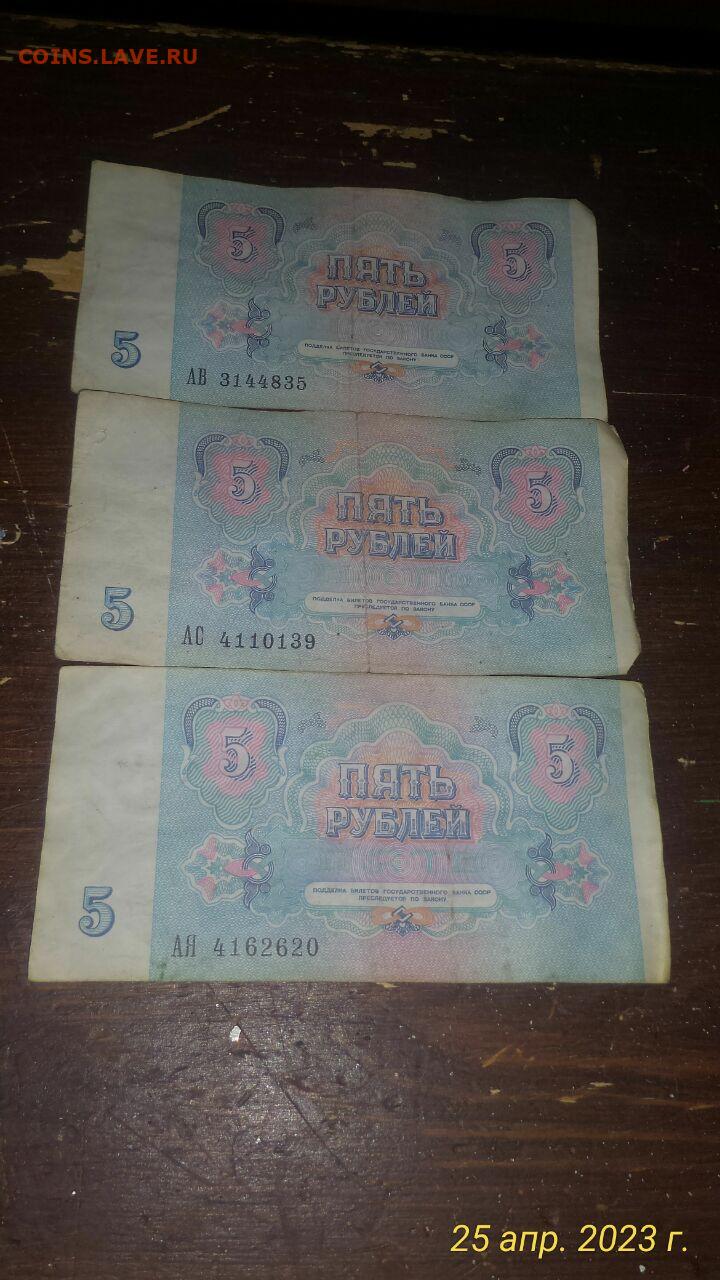 COINS.LAVE.RU
5
5
ПЯТЬ
РУБЛЕЙ
ПОДДЕЛКА БИЛЕТОВ ГОСУДАРСТВЕННОГО БАНКА СССР
ПРЕСЛЕДУЕТСЯ ПО ЗАКОНУ
5
АВ 3144835
5
5
ПЯТЬ
РУБЛЕЙ
ПОДДЕЛКА БИЛЕТОВ ГОСУДАРСТВЕННОГО БАНКА СССР
ПРЕСЛЕДУЕТСЯ ПО ЗАКОНУ
5
АС 4110139
5
5
ПЯТЬ
РУБЛЕЙ
ПОДДЕЛКА БИЛЕТОВ ГОСУДАРСТВЕННОГО БАНКА СССР
ПРЕСЛЕДУЕТСЯ ПО ЗАКОНУ
5
АЯ 4162620
25 апр. 2023 г.